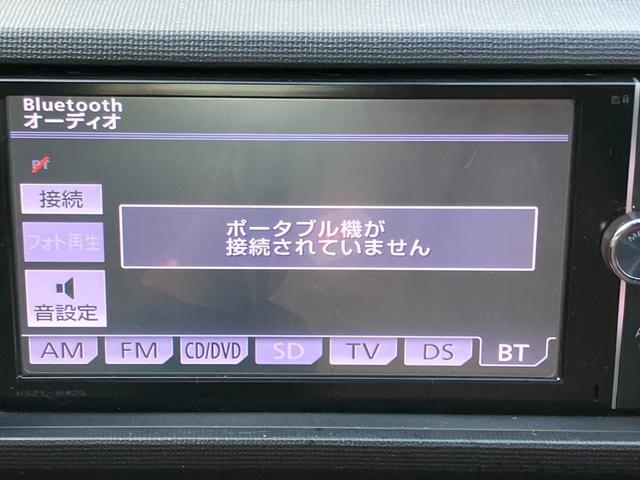 Bluetooth
オーディオ
BT
接続
フォト再生
音設定
ポータブル機が
接続されていません
AM FM CD/DVD SD TV DS BT